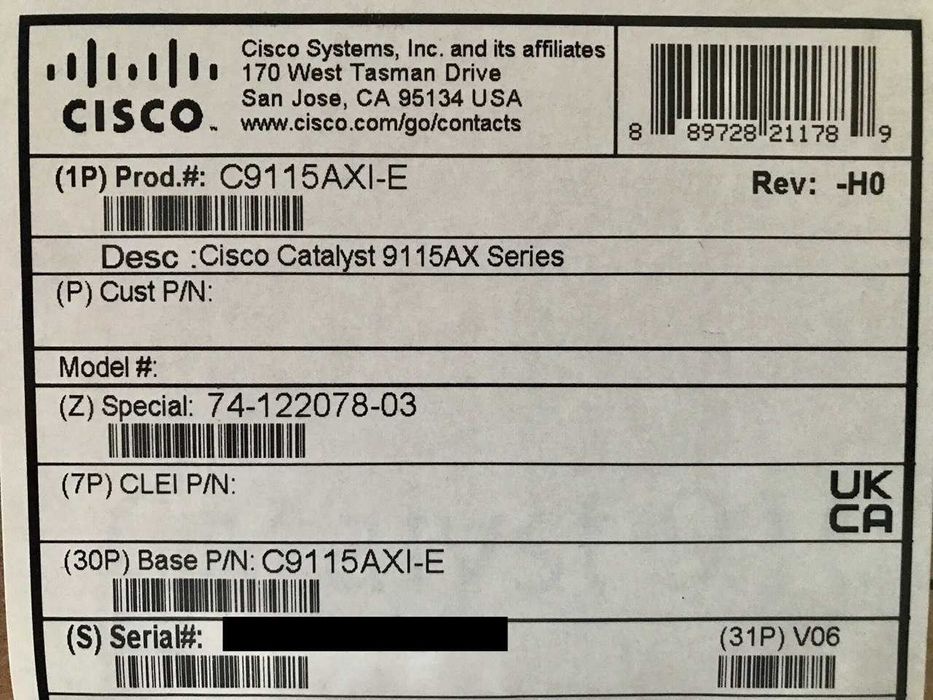 CISCO
Cisco Systems, Inc. and its affiliates
170 West Tasman Drive
San Jose, CA 95134 USA
www.cisco.com/go/contacts
8 89728 21178 9
(1P) Prod.#: C9115AXI-E
Rev: -H0
Desc :Cisco Catalyst 9115AX Series
(P) Cust P/N:
Model #:
(Z) Special: 74-122078-03
(7P) CLEI P/N:
UK
CA
(30P) Base P/N: C9115AXI-E
(S) Serial#:
(31P) V06